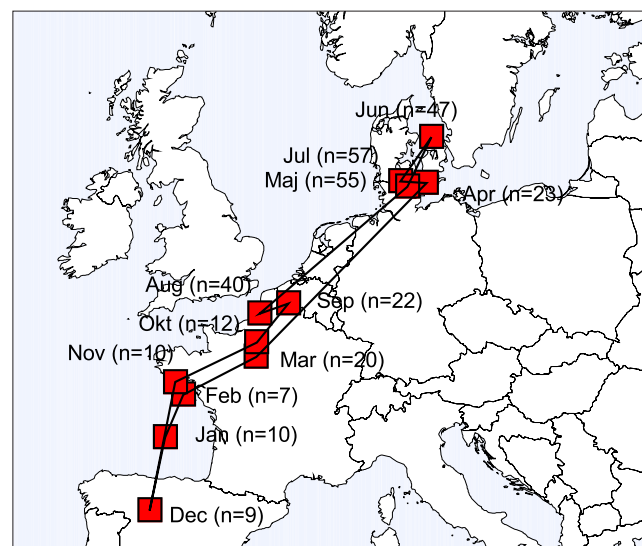 Jun (n=47)
Jul (n=57)
Maj (n=55)
Apr (n=23)
Aug (n=40)
Sep (n=22)
Okt (n=12)
Nov (n=10)
Mar (n=20)
Feb (n=7)
Jan (n=10)
Dec (n=9)